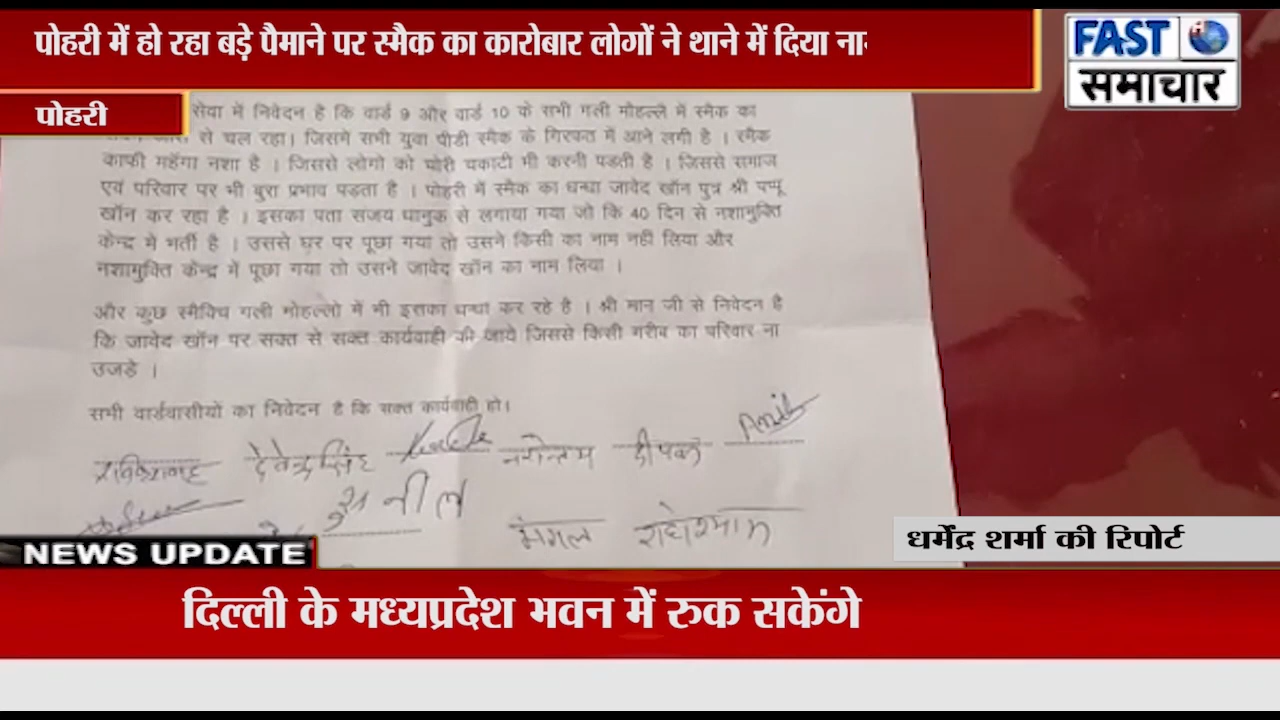 पोहरी में हो रहा बड़े पैमाने पर स्मैक का कारोबार लोगों ने थाने में दिया
FAST
समाचार
पोहरी
सेवा में निवेदन है कि वार्ड 9 और वार्ड 10 के सभी गली मोहल्ले में स्मैक का
से चल रहा। जिसमे सभी युवा पीडी स्मैक के गिरफ्त में आने लगी है । स्मैक
काफी महेंगा नशा है । जिससे लोगो को चोरी चकाटी भी करनी पडती है । जिससे समाज
एवं परिवार पर भी बुरा प्रभाव पड़ता है । पोहरी में स्मैक का धन्धा जावेद खॉन पुत्र श्री पप्पू
खॉन कर रहा है । इसका पता संजय धानुक से लगाया गया जो कि 40 दिन से नशामुक्ति
केन्द्र मे भर्ती है । उससे घर पर पूछा गया तो उसने किसी का नाम नही लिया और
नशामुक्ति केन्द्र में पूछा गया तो उसने जावेद खॉन का नाम लिया ।
और कुछ स्मैकिच गली मोहल्लो में भी इसका धन्धा कर रहे है । श्री मान जी से निवेदन है
कि जावेद खॉन पर सक्त से सक्त कार्यवाही की जाये जिससे किसी गरीब का परिवार ना
उजडे ।
सभी वार्डवासीयों का निवेदन है कि सक्त कार्यवाही हो।
देवेन्द्रसिंह नरोत्तम दीपक
सुनील
मंगल राधेश्याम
धर्मेंद्र शर्मा की रिपोर्ट
NEWS UPDATE
दिल्ली के मध्यप्रदेश भवन में रुक सकेंगे